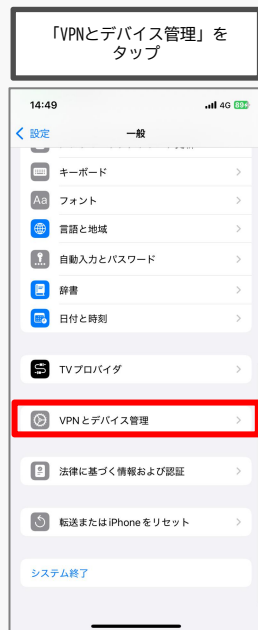 「VPNとデバイス管理」を
タップ
14:49
4G 89
設定 一般
キーボード
Aa フォント
言語と地域
自動入力とパスワード
辞書
日付と時刻
TVプロバイダ
VPNとデバイス管理
法律に基づく情報および認証
転送またはiPhoneをリセット
システム終了